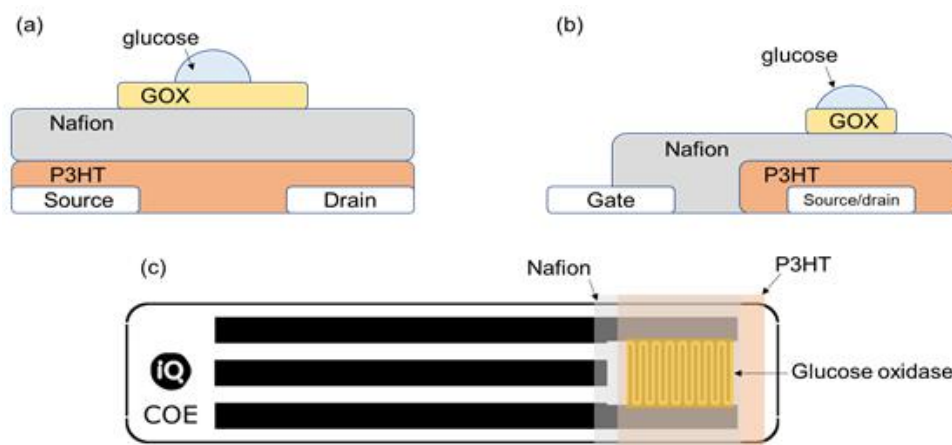 (a)
glucose
GOX
Nafion
P3HT
Source
Drain
(b)
glucose
GOX
Nafion
P3HT
Gate
Source/drain
(c)
Nafion
P3HT
iQ
COE
Glucose oxidase